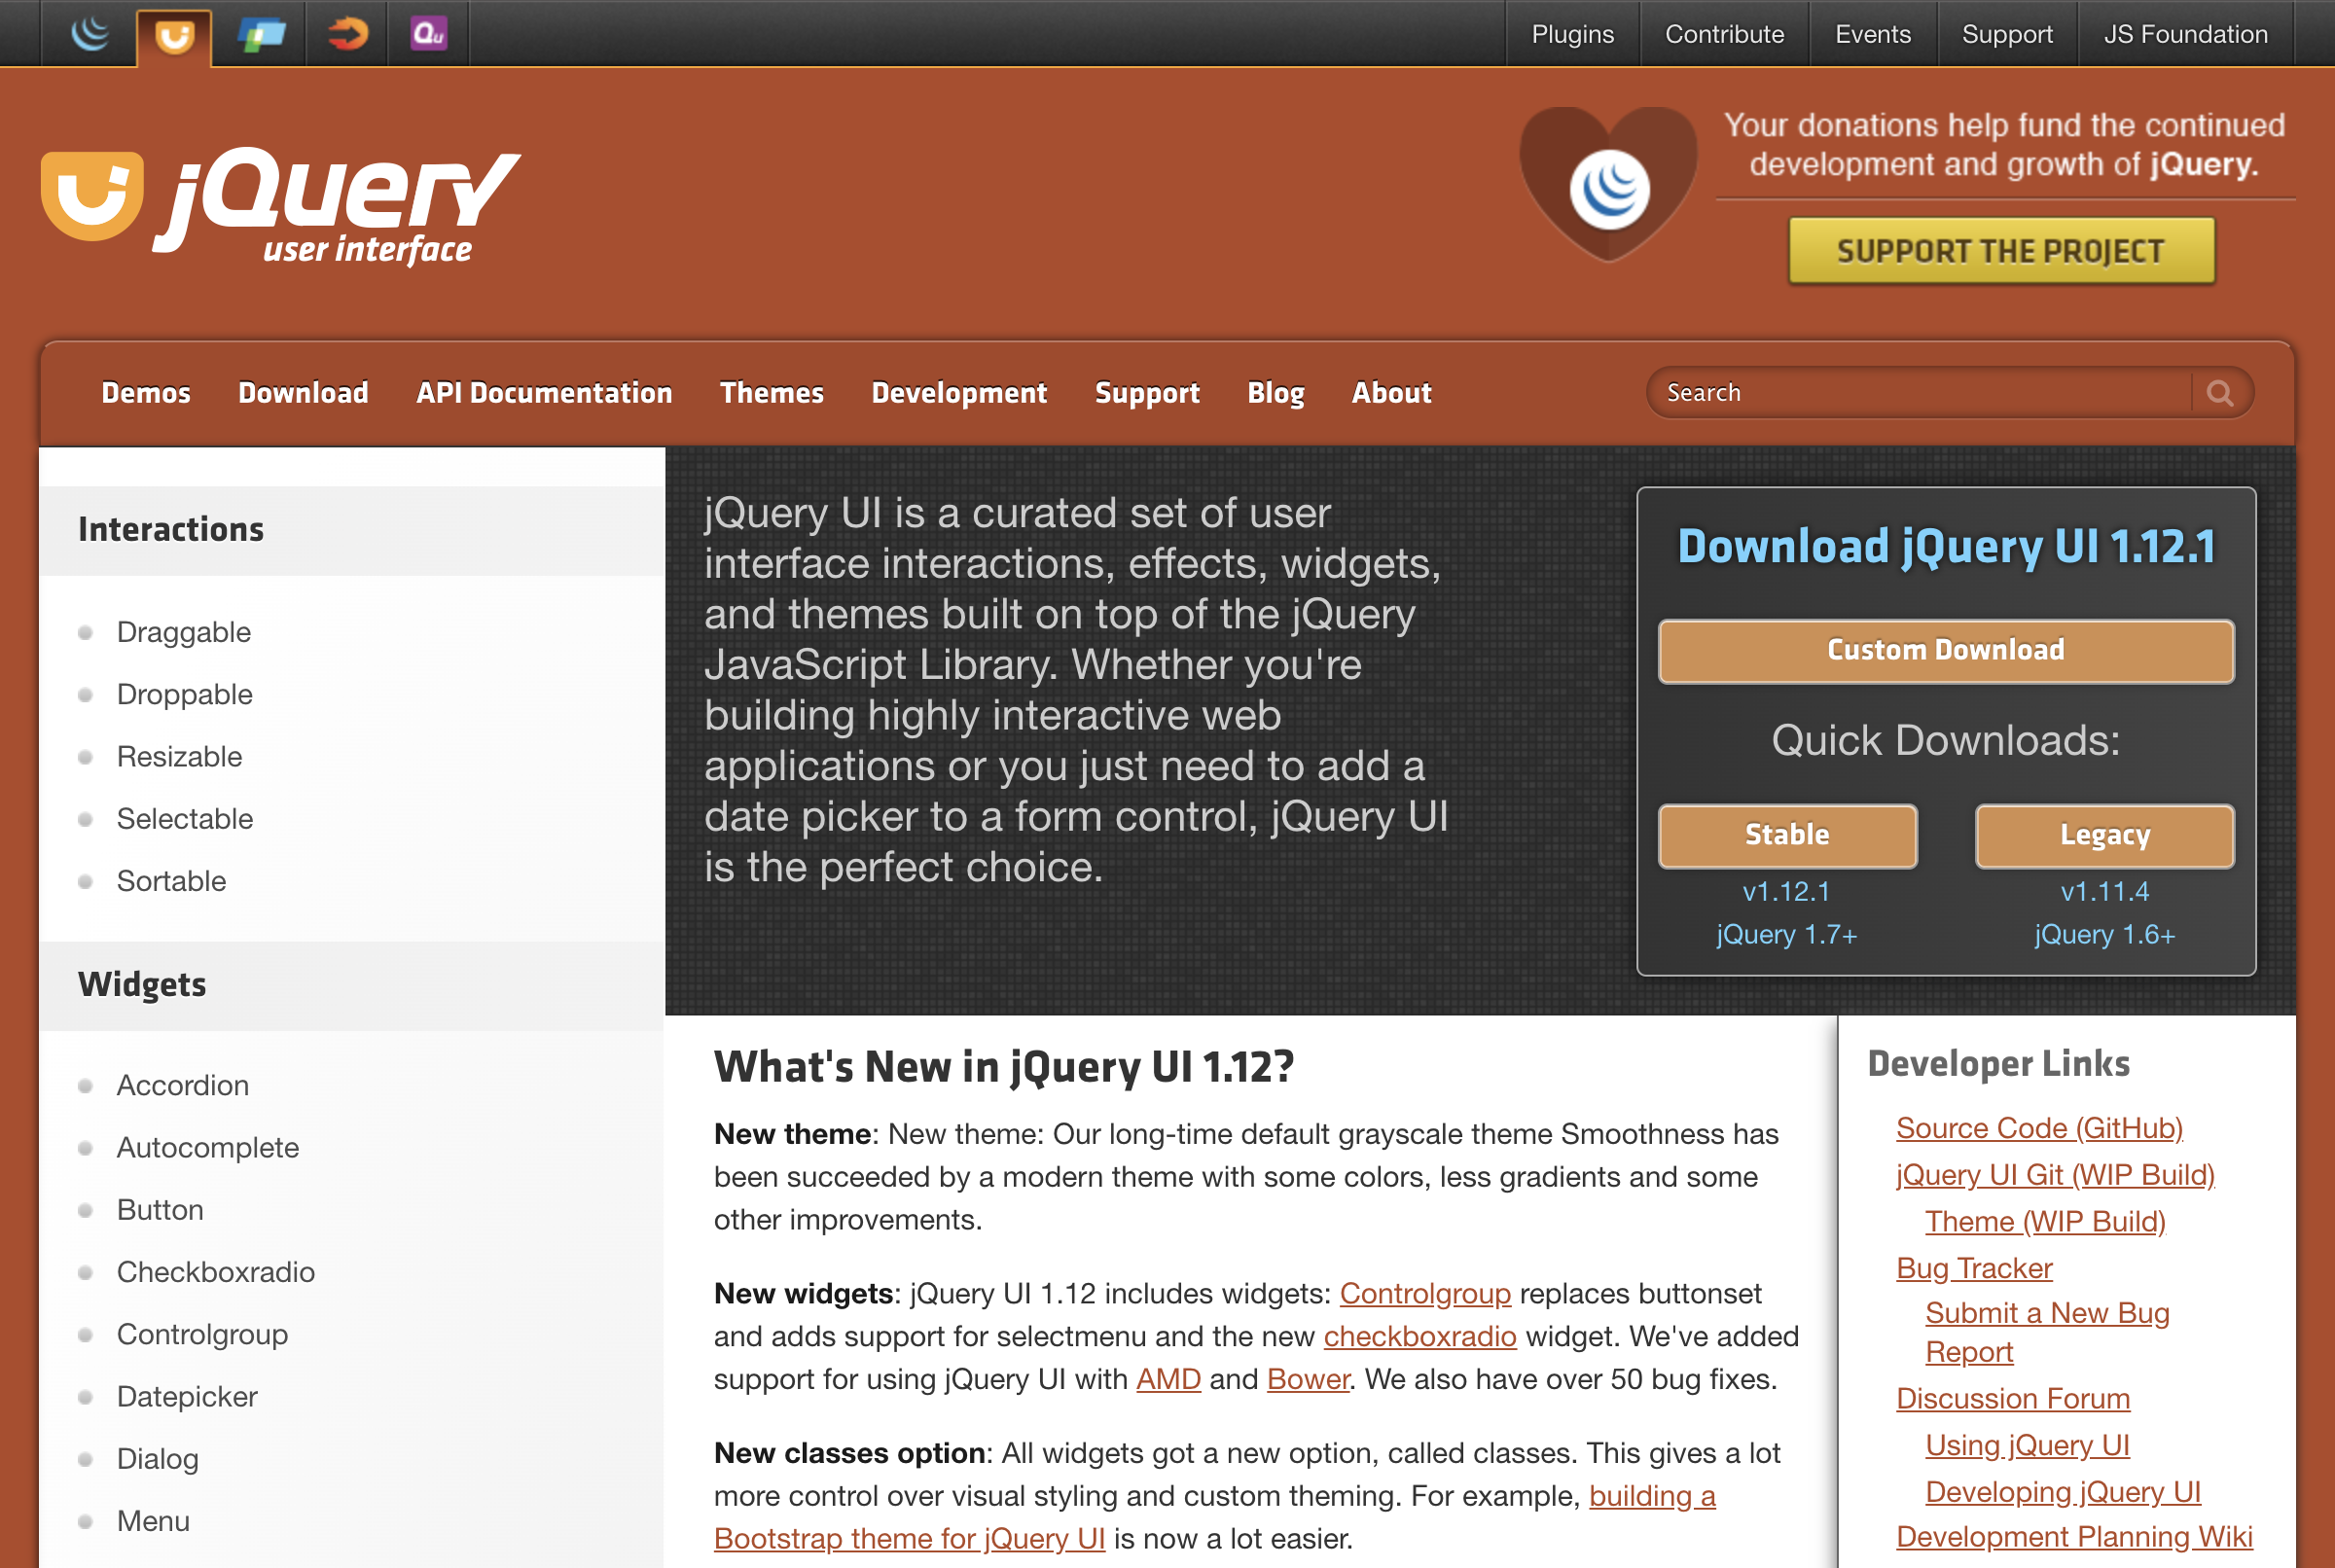 Qu
Plugins
Contribute
Events
Support
JS Foundation
jQuery
user interface
Your donations help fund the continued
development and growth of jQuery.
SUPPORT THE PROJECT
Demos
Download
API Documentation
Themes
Development
Support
Blog
About
Search
Interactions
Draggable
Droppable
Resizable
Selectable
Sortable
Widgets
Accordion
Autocomplete
Button
Checkboxradio
Controlgroup
Datepicker
Dialog
Menu
jQuery UI is a curated set of user
interface interactions, effects, widgets,
and themes built on top of the jQuery
JavaScript Library. Whether you're
building highly interactive web
applications or you just need to add a
date picker to a form control, jQuery UI
is the perfect choice.
Download jQuery UI 1.12.1
Custom Download
Quick Downloads:
Stable
v1.12.1
jQuery 1.7+
Legacy
v1.11.4
jQuery 1.6+
What's New in jQuery UI 1.12?
New theme: New theme: Our long-time default grayscale theme Smoothness has
been succeeded by a modern theme with some colors, less gradients and some
other improvements.
New widgets: jQuery UI 1.12 includes widgets: Controlgroup replaces buttonset
and adds support for selectmenu and the new checkboxradio widget. We've added
support for using jQuery UI with AMD and Bower. We also have over 50 bug fixes.
New classes option: All widgets got a new option, called classes. This gives a lot
more control over visual styling and custom theming. For example, building a
Bootstrap theme for jQuery UI is now a lot easier.
Developer Links
Source Code (GitHub)
jQuery UI Git (WIP Build)
Theme (WIP Build)
Bug Tracker
Submit a New Bug
Report
Discussion Forum
Using jQuery UI
Developing jQuery UI
Development Planning Wiki